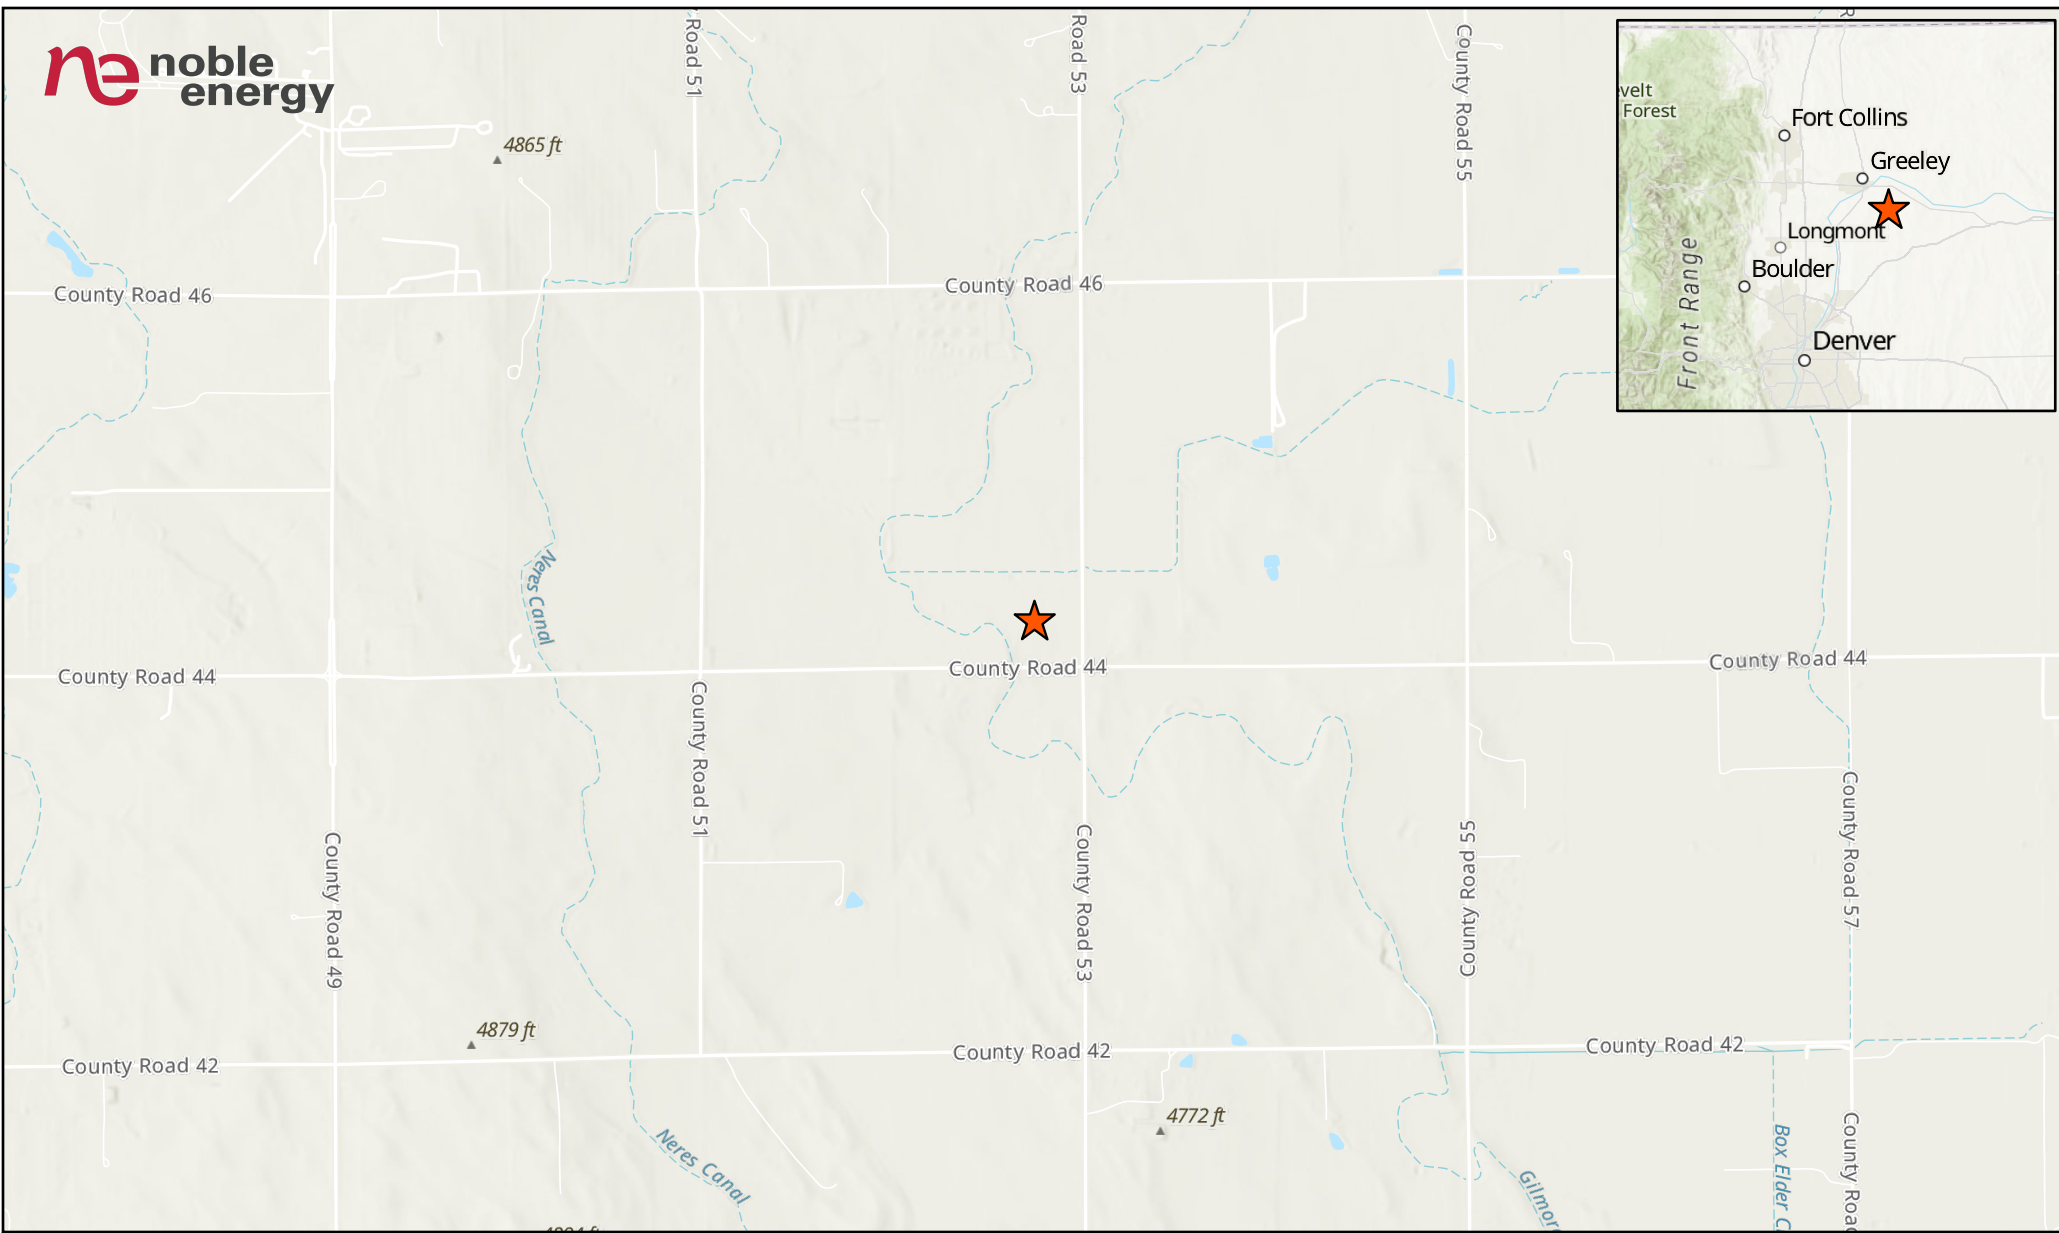 noble
energy
Road 51
Road 53
County Road 55
R
4865 ft
velt
Forest
Fort Collins
Greeley
Longmont
Boulder
Front Range
Denver
County Road 46
County Road 46
Neres Canal
County Road 44
County Road 44
County Road 44
County Road 49
County Road 51
County Road 53
County Road 55
County Road 57
4879 ft
County Road 42
County Road 42
County Road 42
4772 ft
Neres Canal
Gilmor
Box Elder C
County Road